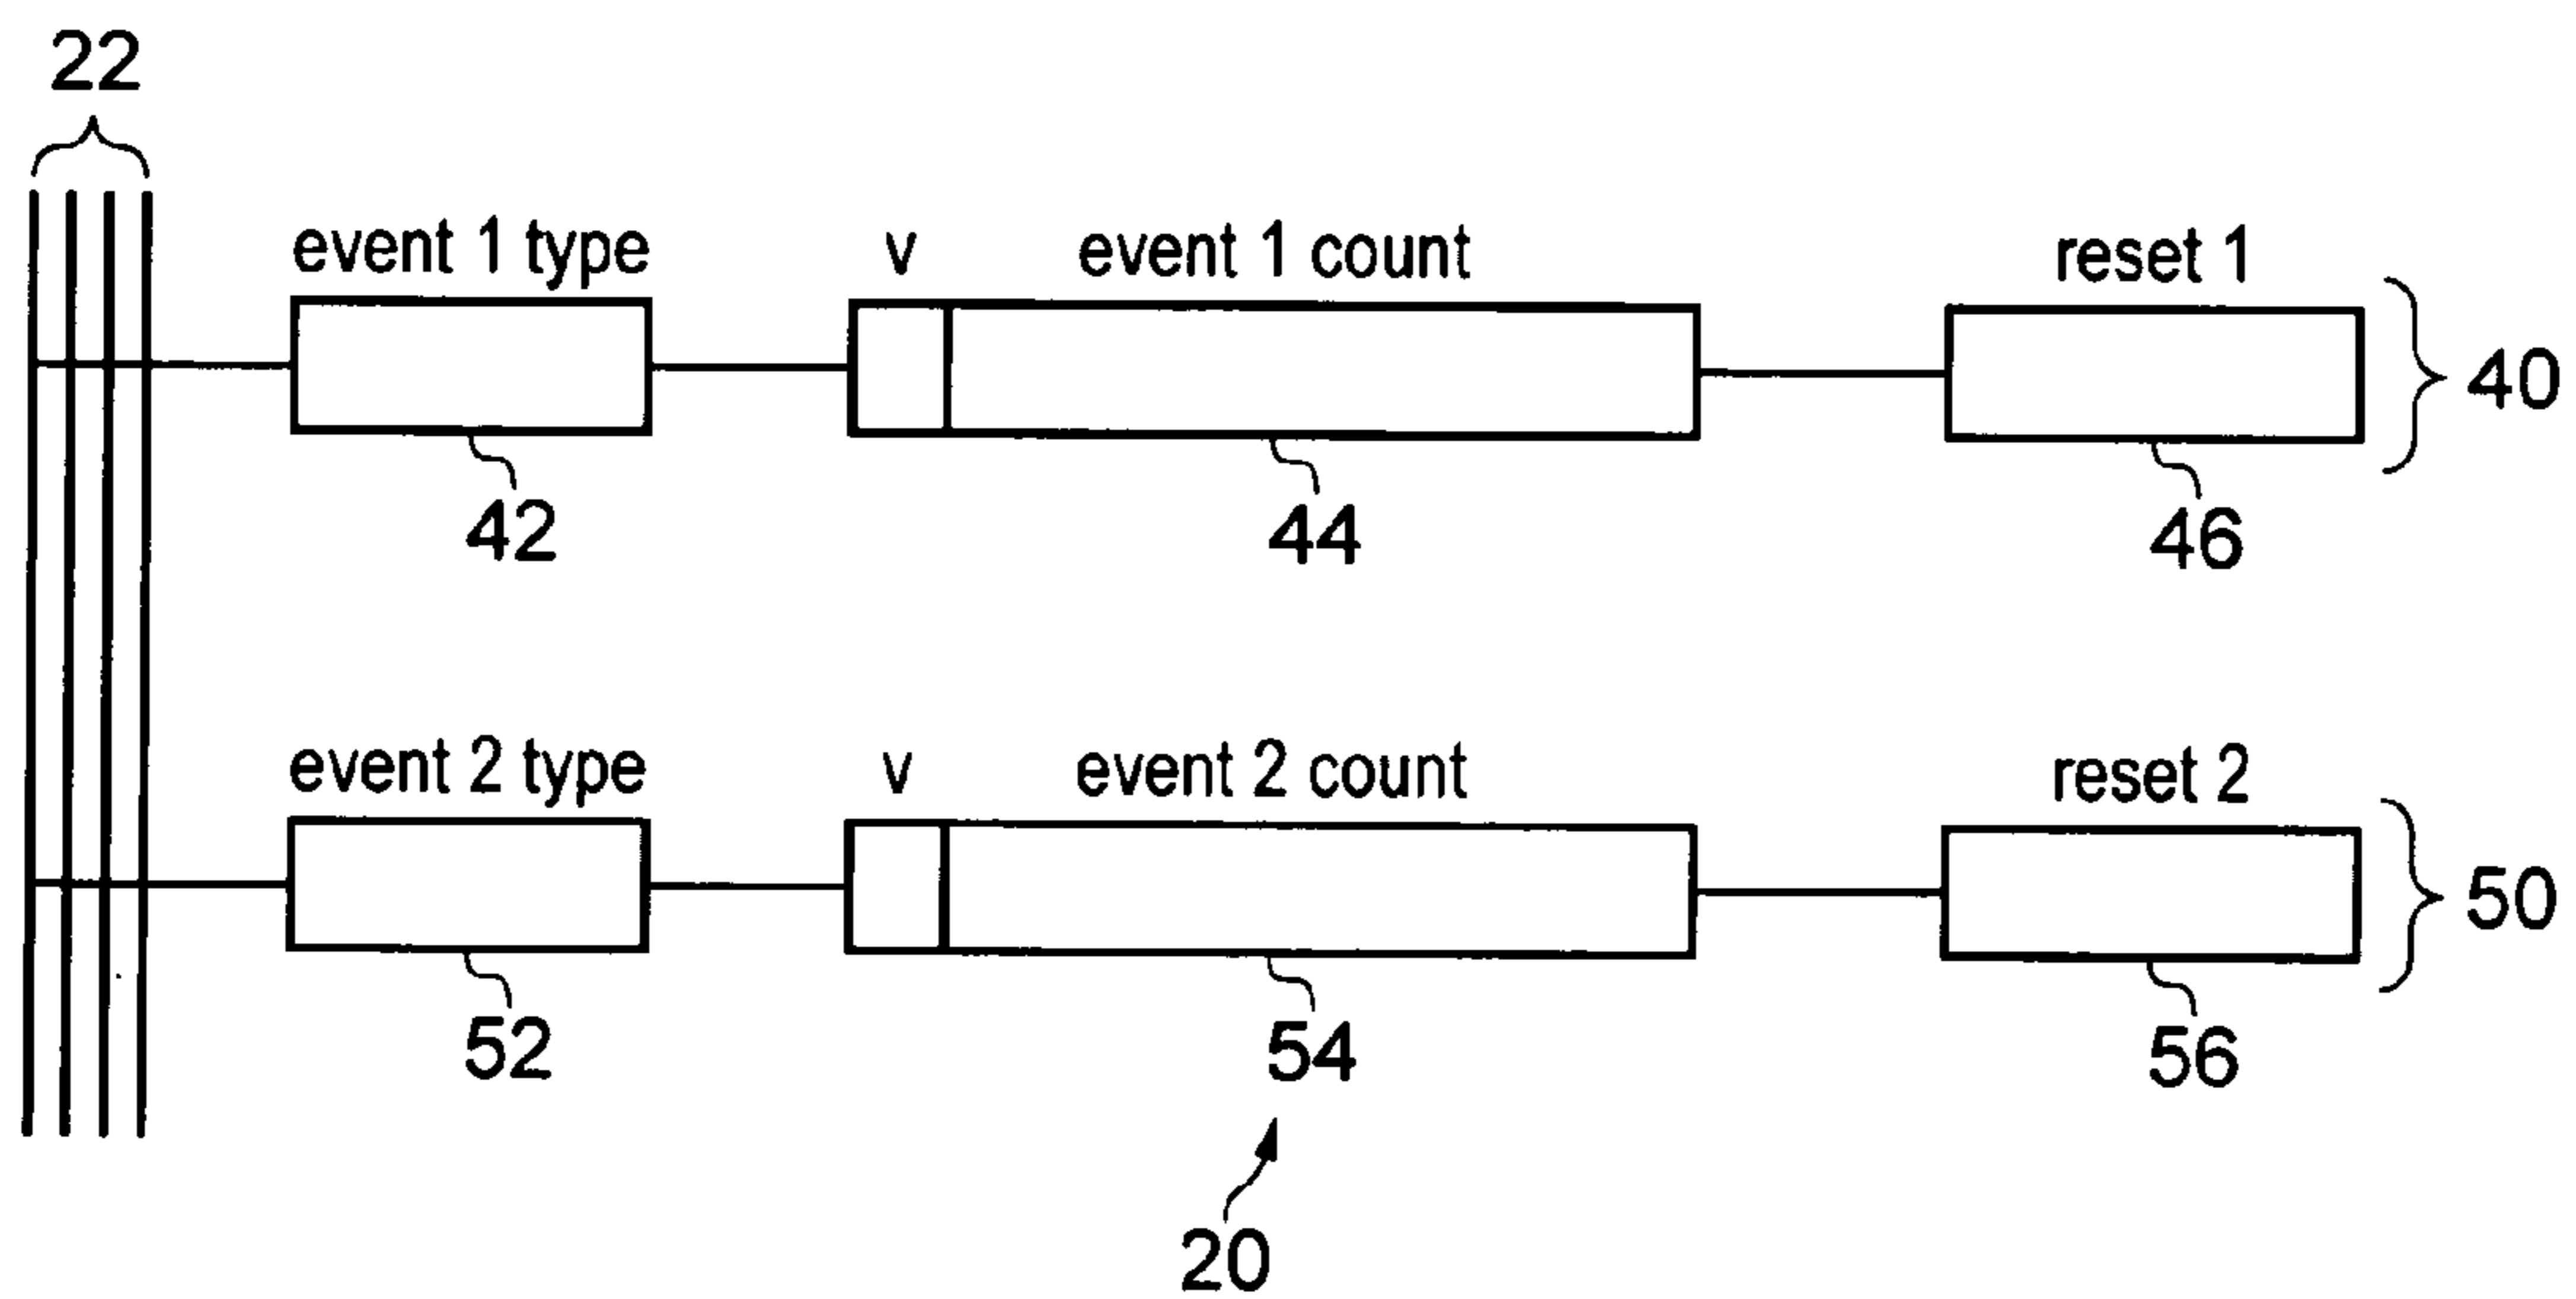 22
event 1 type v event 1 count reset 1
40
42 44 46
event 2 type v event 2 count reset 2
50
52 54 56
20